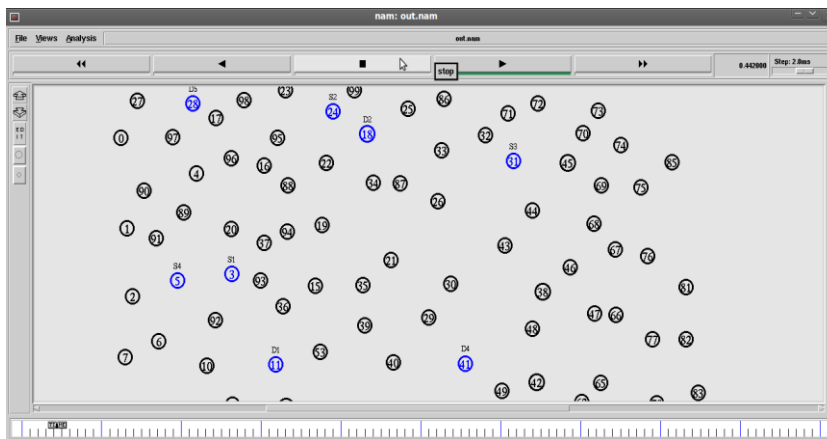 nam: out.nam
File Views Analysis out.nam
stop 0.442000 Step: 2.0ms
D5 S2
27 28 98 23 24 99 25 86 71 72 73
17 D2 18
0 97 95 32 70 74
S3
96 16 22 33 31 45 85
4 88 34 87 69 75
90 26
89 44
1 91 20 37 94 19 43 68
67 76
S4 S1 21 46
5 3 93 15 35 30 38 81
2 36
92 39 29 48 47 66
6 77 82
7 10 D1 11 53 40 D4 41
49 42 65 83